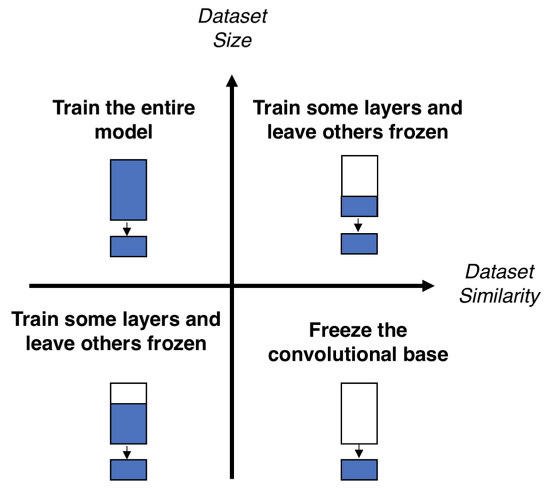 Dataset
Size
Train the entire
model
Train some layers and
leave others frozen
Dataset
Similarity
Train some layers and
leave others frozen
Freeze the
convolutional base